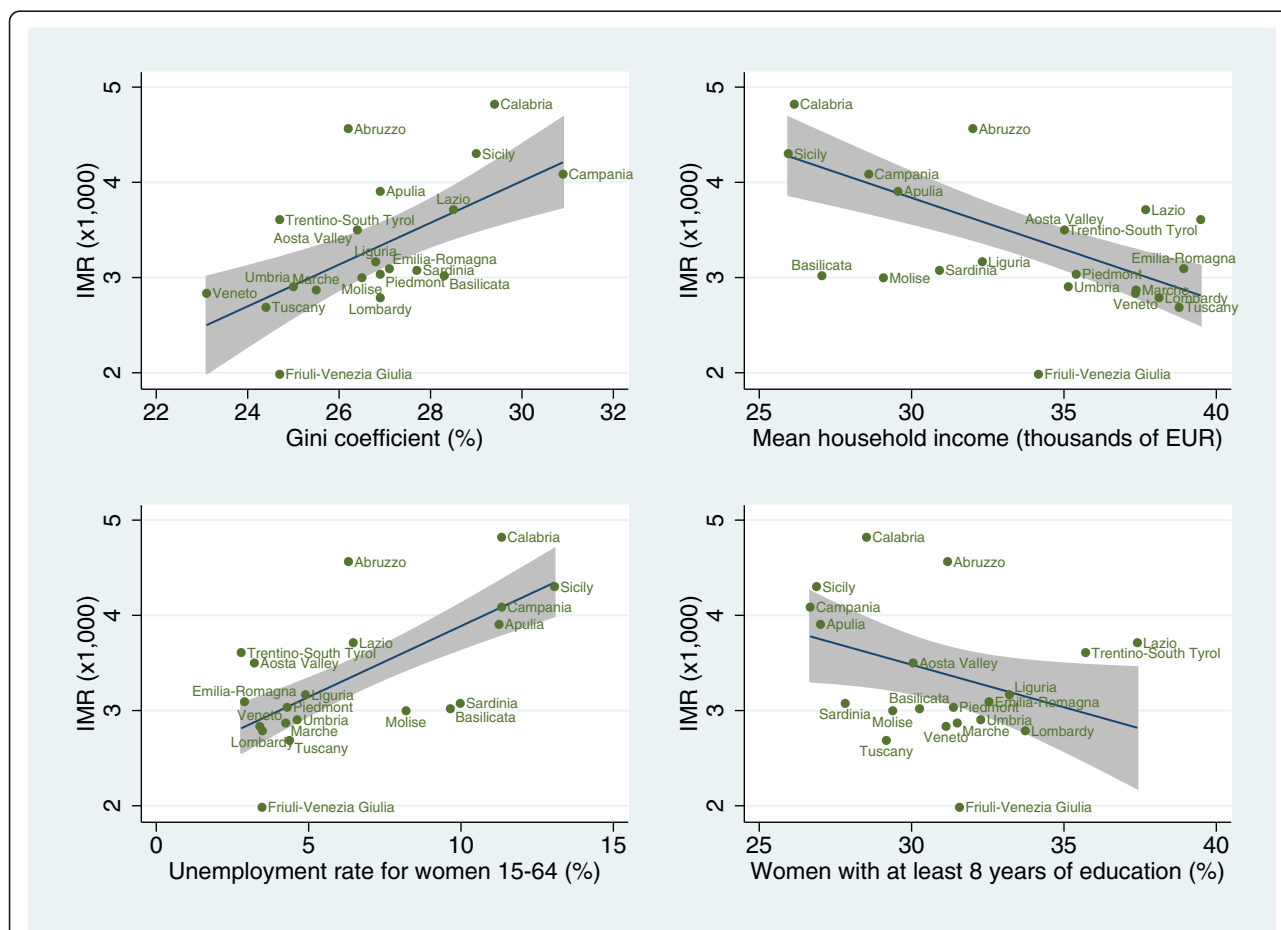 5
4
3
2
IMR (x1,000)
Calabria
Abruzzo
Sicily
Campania
Apulia
Lazio
Trentino-South Tyrol
Aosta Valley
Liguria
Emilia-Romagna
Sardinia
Umbria
Marche
Piedmont
Basilicata
Molise
Veneto
Lombardy
Tuscany
Friuli-Venezia Giulia
22 24 26 28 30 32
Gini coefficient (%)
5
4
3
2
IMR (x1,000)
Calabria
Abruzzo
Sicily
Campania
Apulia
Lazio
Aosta Valley
Trentino-South Tyrol
Emilia-Romagna
Liguria
Basilicata
Sardinia
Molise
Piedmont
Umbria
Marche
Lombardy
Veneto
Tuscany
Friuli-Venezia Giulia
25 30 35 40
Mean household income (thousands of EUR)
5
4
3
2
IMR (x1,000)
Calabria
Abruzzo
Sicily
Campania
Apulia
Lazio
Trentino-South Tyrol
Aosta Valley
Emilia-Romagna
Liguria
Piedmont
Sardinia
Basilicata
Veneto
Umbria
Molise
Marche
Lombardy
Tuscany
Friuli-Venezia Giulia
0 5 10 15
Unemployment rate for women 15-64 (%)
5
4
3
2
IMR (x1,000)
Calabria
Abruzzo
Sicily
Campania
Apulia
Lazio
Trentino-South Tyrol
Aosta Valley
Liguria
Basilicata
Emilia-Romagna
Piedmont
Sardinia
Molise
Umbria
Marche
Veneto
Lombardy
Tuscany
Friuli-Venezia Giulia
25 30 35 40
Women with at least 8 years of education (%)